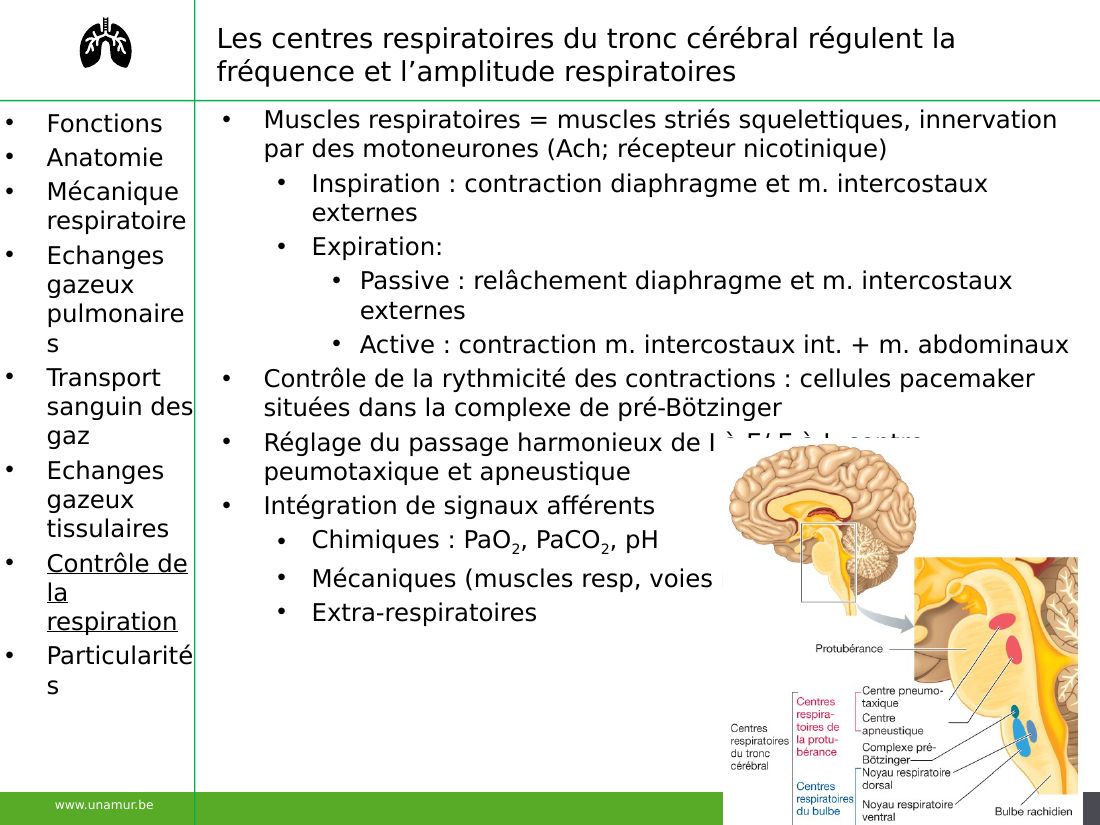 Les centres respiratoires du tronc cérébral régulent la
fréquence et l’amplitude respiratoires
• Fonctions
• Anatomie
• Mécanique
respiratoire
• Echanges
gazeux
pulmonaire
s
• Transport
sanguin des
gaz
• Echanges
gazeux
tissulaires
• Contrôle de
la
respiration
• Particularité
s
• Muscles respiratoires = muscles striés squelettiques, innervation
par des motoneurones (Ach; récepteur nicotinique)
• Inspiration : contraction diaphragme et m. intercostaux
externes
• Expiration:
• Passive : relâchement diaphragme et m. intercostaux
externes
• Active : contraction m. intercostaux int. + m. abdominaux
• Contrôle de la rythmicité des contractions : cellules pacemaker
situées dans la complexe de pré-Bötzinger
• Réglage du passage harmonieux de I
peumotaxique et apneustique
• Intégration de signaux afférents
• Chimiques : PaO2, PaCO2, pH
• Mécaniques (muscles resp, voies
• Extra-respiratoires
Protubérance
Centres
respiratoires
du tronc
cérébral
Centres
respira-
toires de
la protu-
bérance
Centres
respiratoires
du bulbe
Centre pneumo-
taxique
Centre
apneustique
Complexe pré-
Bötzinger
Noyau respiratoire
dorsal
Noyau respiratoire
ventral
Bulbe rachidien
www.unamur.be